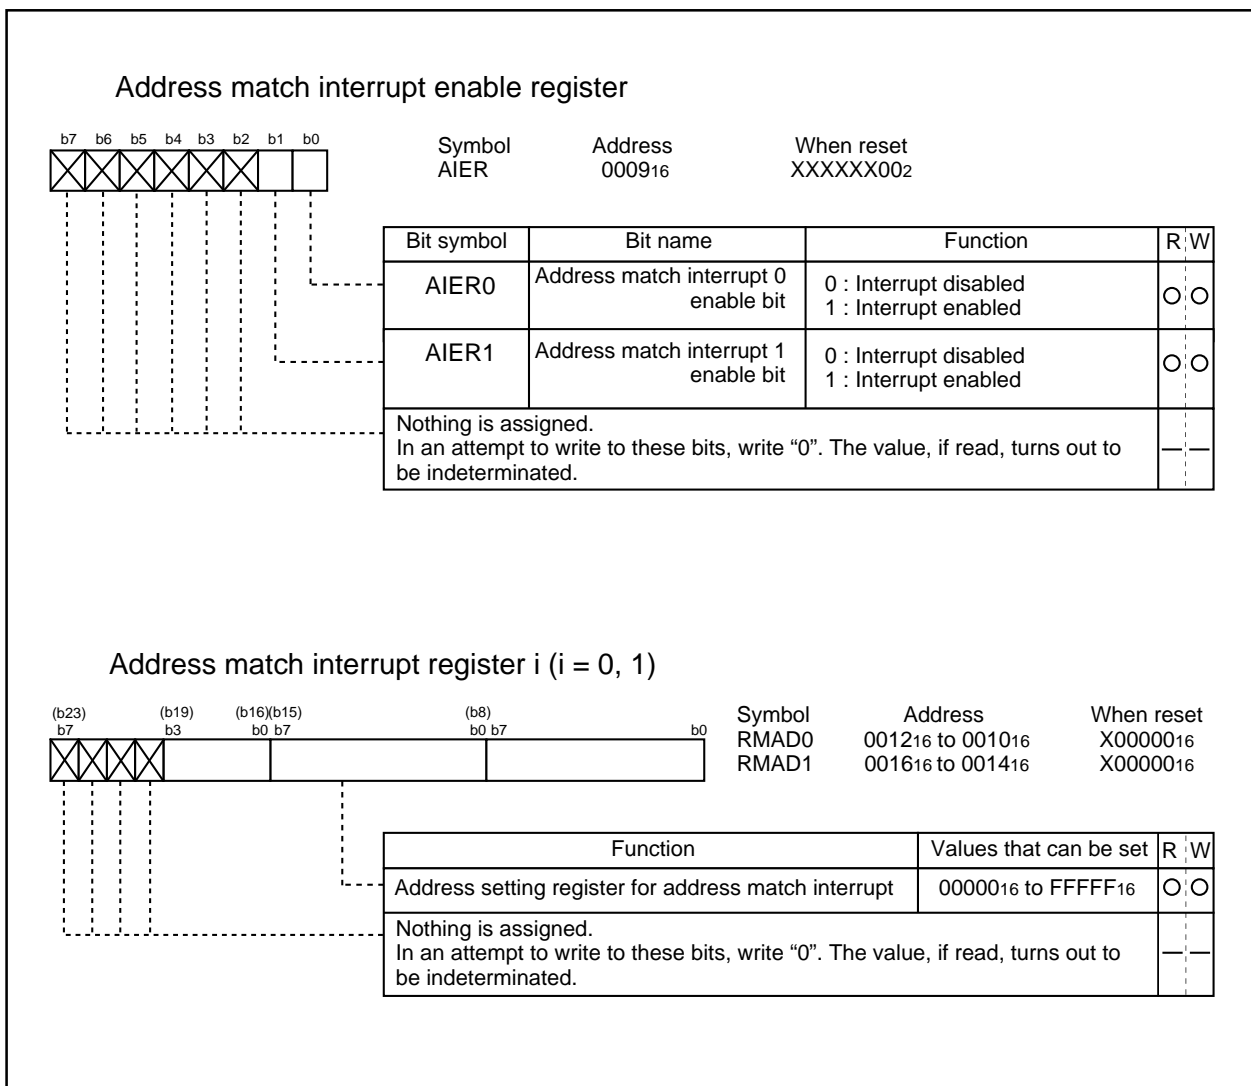 Address match interrupt enable register
b7 b6 b5 b4 b3 b2 b1 b0
Symbol Address When reset
AIER 000916 XXXXXX002
Bit symbol Bit name Function R W
AIER0 Address match interrupt 0 enable bit
0 : Interrupt disabled
1 : Interrupt enabled
AIER1 Address match interrupt 1 enable bit
0 : Interrupt disabled
1 : Interrupt enabled
Nothing is assigned.
In an attempt to write to these bits, write “0”. The value, if read, turns out to
be indeterminated.
Address match interrupt register i (i = 0, 1)
(b23) (b19) (b16)(b15) (b8)
b7 b3 b0 b7 b0 b7 b0
Symbol Address When reset
RMAD0 001216 to 001016 X0000016
RMAD1 001616 to 001416 X0000016
Function Values that can be set R W
Address setting register for address match interrupt 0000016 to FFFFF16
Nothing is assigned.
In an attempt to write to these bits, write “0”. The value, if read, turns out to
be indeterminated.